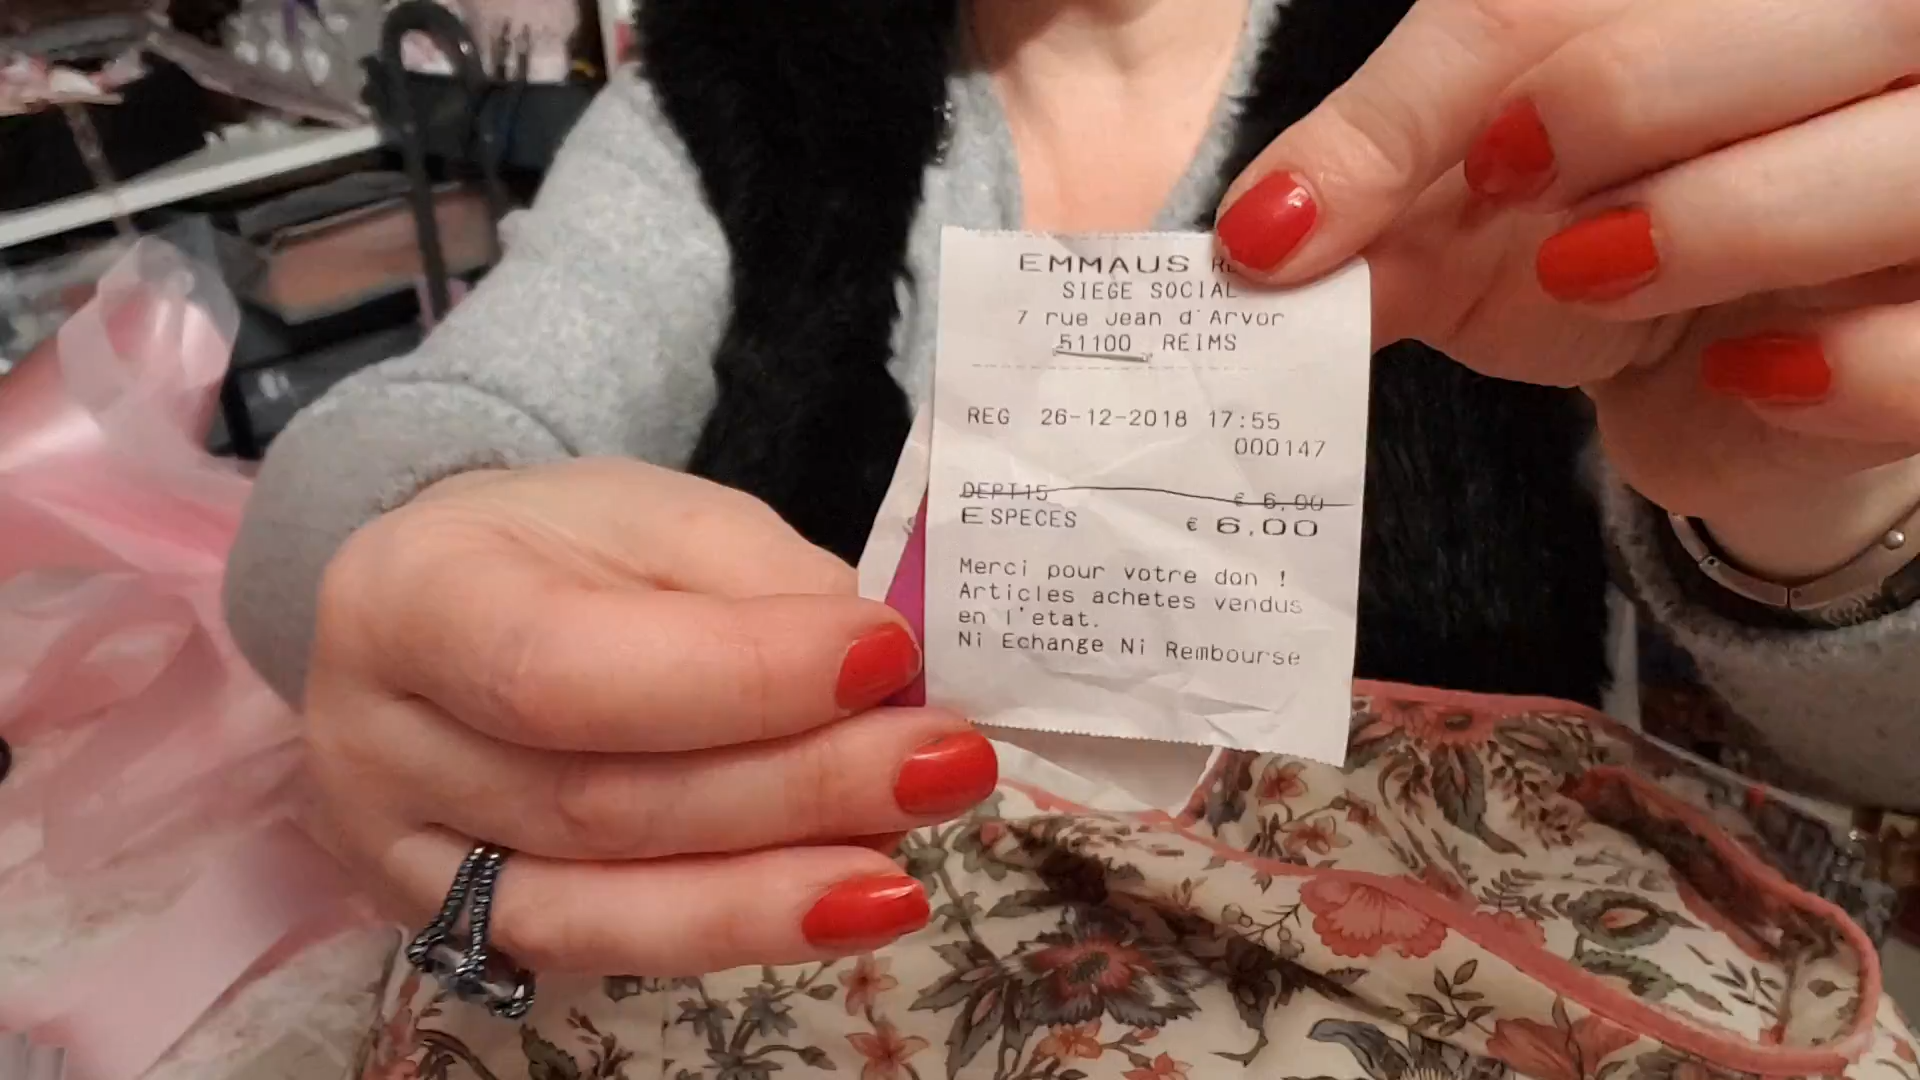 EMMAUS
SIEGE SOCIAL
7 rue Jean d'Arvor
51100 REIMS
REG 26-12-2018 17:55
000147
DEPT15 € 6,00
ESPECES € 6,00
Merci pour votre don !
Articles achetes vendus
en l'etat.
Ni Echange Ni Rembourse